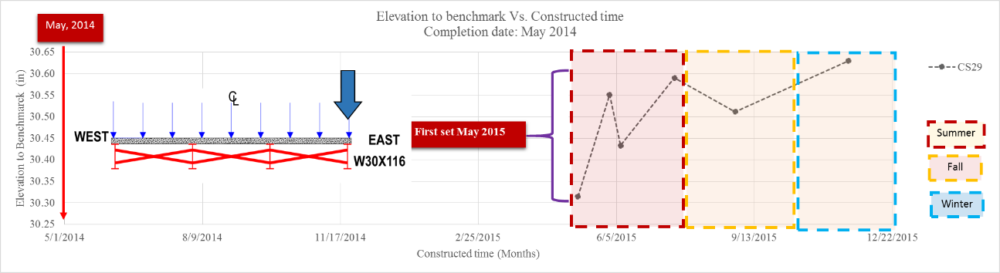 Elevation to benchmark Vs. Constructed time
Completion date: May 2014
May, 2014
Elevation to Benchmarck (in)
30.65
30.60
30.55
30.50
30.45
30.40
30.35
30.30
30.25
5/1/2014
8/9/2014
11/17/2014
2/25/2015
6/5/2015
9/13/2015
12/22/2015
Constructed time (Months)
CL
WEST
EAST
W30X116
First set May 2015
CS29
Summer
Fall
Winter